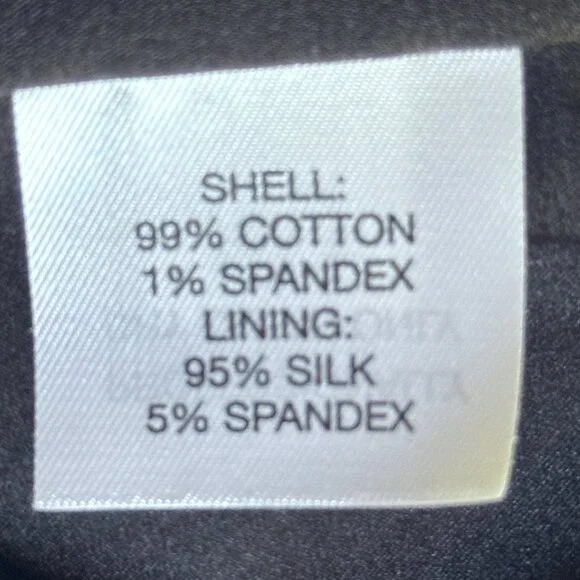 SHELL:
99% COTTON
1% SPANDEX
LINING:
95% SILK
5% SPANDEX